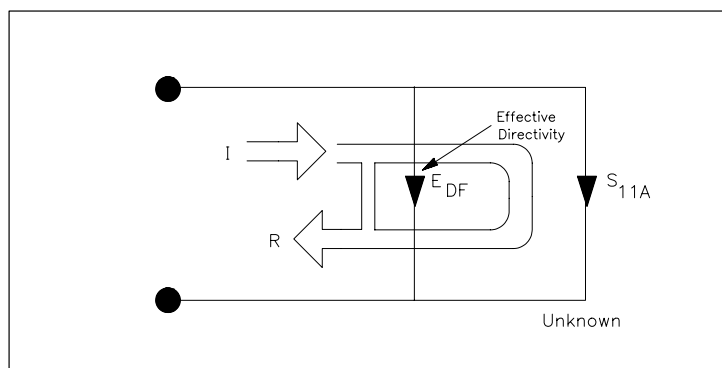 Effective
Directivity
I
E DF
S 11A
R
Unknown